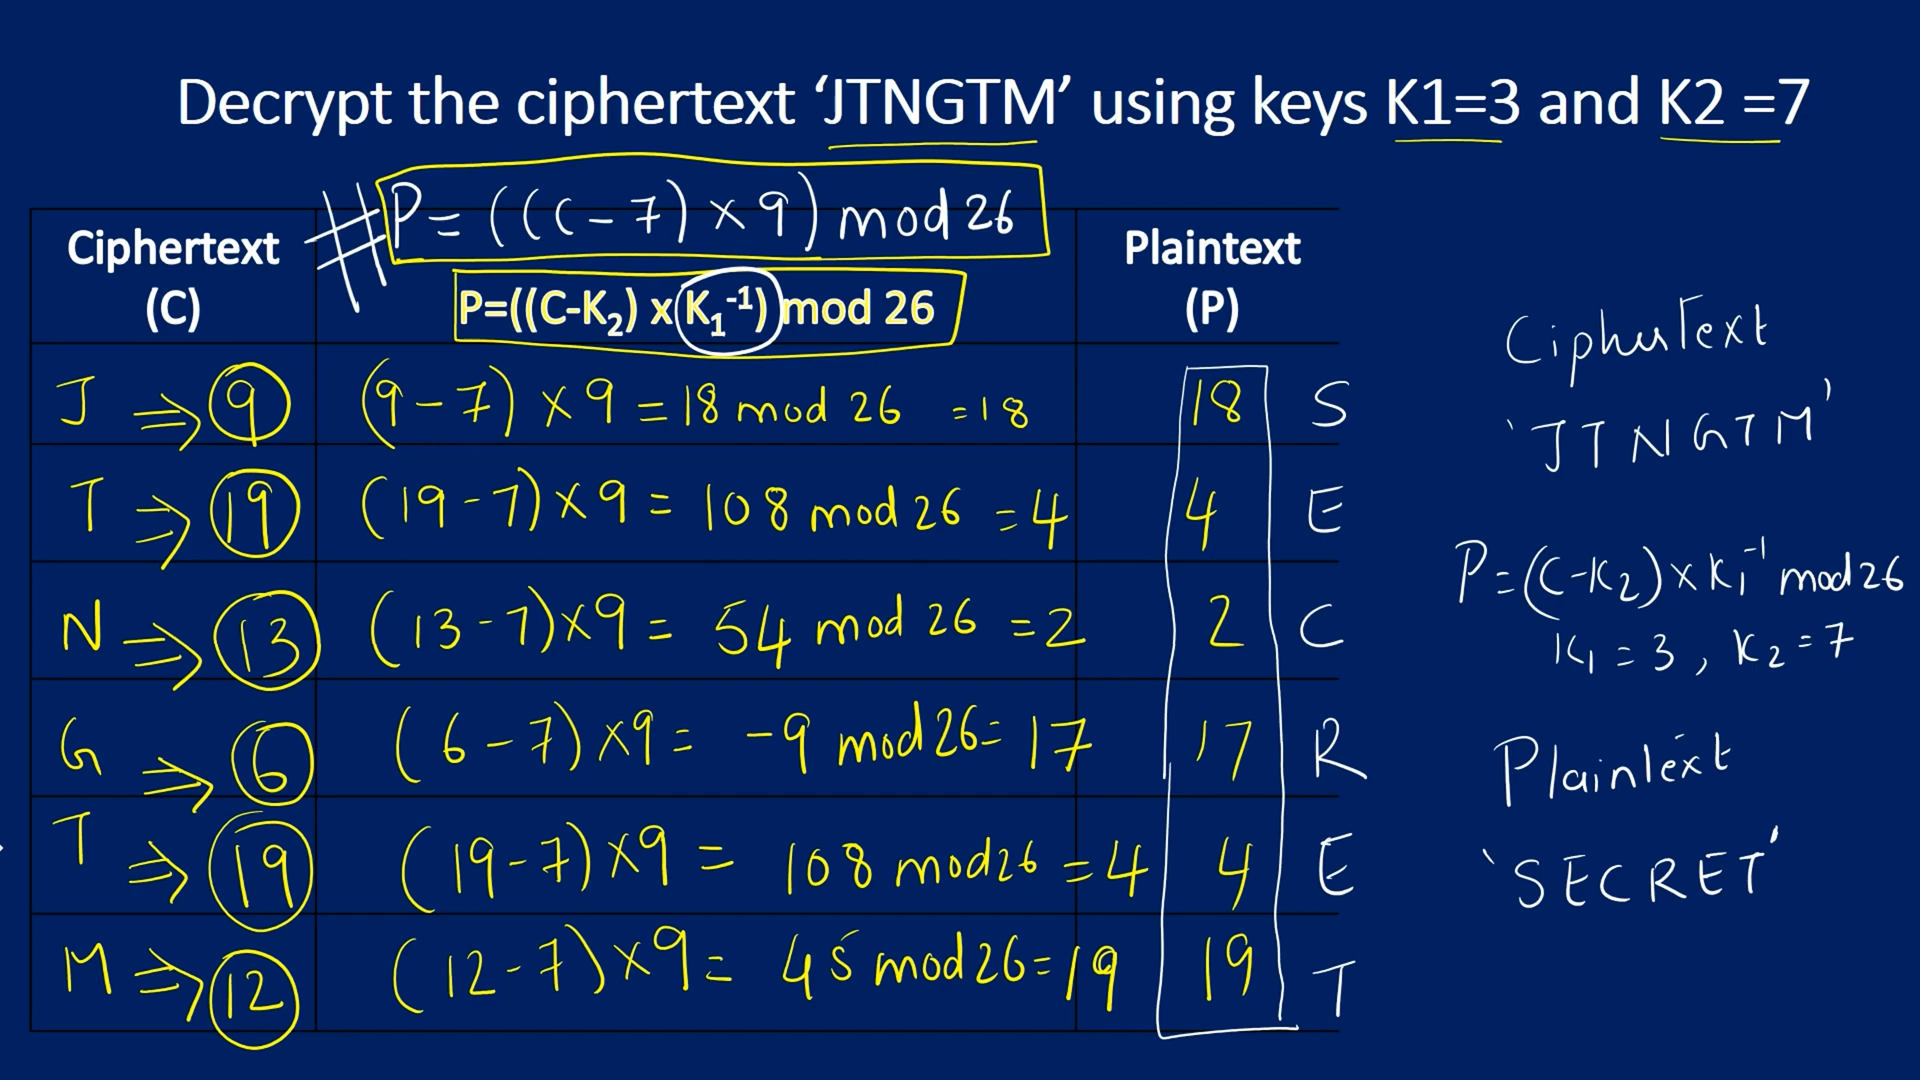 Decrypt the ciphertext ‘JTNGTM’ using keys K1=3 and K2 =7
# P = (((C-7) × 9) mod 26
Ciphertext (C)
P=((C-K₂) x K₁⁻¹) mod 26
Plaintext (P)
J ⇒ 9 (9-7) × 9 = 18 mod 26 = 18 18 S
T ⇒ 19 (19-7) × 9 = 108 mod 26 = 4 4 E
N ⇒ 13 (13-7) × 9 = 54 mod 26 = 2 2 C
G ⇒ 6 (6-7) × 9 = -9 mod 26 = 17 17 R
T ⇒ 19 (19-7) × 9 = 108 mod 26 = 4 4 E
M ⇒ 12 (12-7) × 9 = 45 mod 26 = 19 19 T
CipherText
'JTNGTM'
P = (C-K₂) × K₁⁻¹ mod 26
K₁ = 3, K₂ = 7
Plaintext
'SECRET'